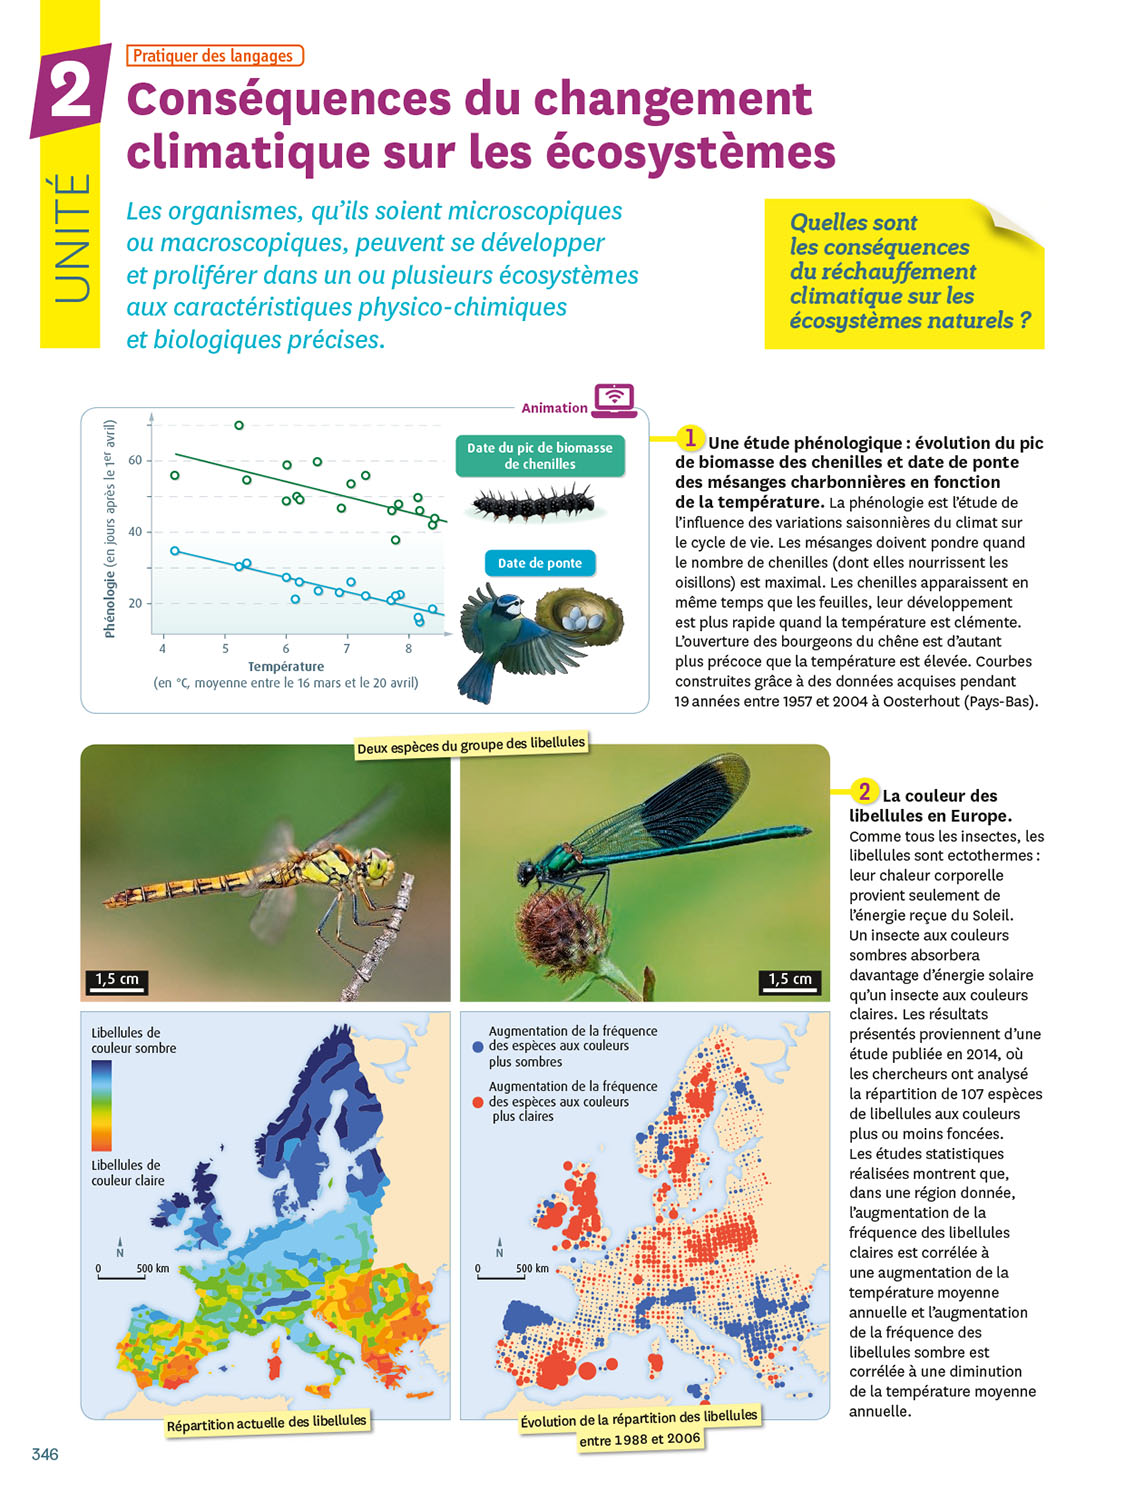 2
UNITÉ
Pratiquer des langages
Conséquences du changement
climatique sur les écosystèmes
Les organismes, qu'ils soient microscopiques
ou macroscopiques, peuvent se développer
et proliférer dans un ou plusieurs écosystèmes
aux caractéristiques physico-chimiques
et biologiques précises.
Quelles sont
les conséquences
du réchauffement
climatique sur les
écosystèmes naturels ?
Animation
Phénologie (en jours après le 1er avril)
60
40
20
4 5 6 7 8
Température
(en °C, moyenne entre le 16 mars et le 20 avril)
Date du pic de biomasse
de chenilles
Date de ponte
1 Une étude phénologique : évolution du pic
de biomasse des chenilles et date de ponte
des mésanges charbonnières en fonction
de la température. La phénologie est l'étude de
l'influence des variations saisonnières du climat sur
le cycle de vie. Les mésanges doivent pondre quand
le nombre de chenilles (dont elles nourrissent les
oisillons) est maximal. Les chenilles apparaissent en
même temps que les feuilles, leur développement
est plus rapide quand la température est clémente.
L'ouverture des bourgeons du chêne est d'autant
plus précoce que la température est élevée. Courbes
construites grâce à des données acquises pendant
19 années entre 1957 et 2004 à Oosterhout (Pays-Bas).
Deux espèces du groupe des libellules
1,5 cm
1,5 cm
Libellules de
couleur sombre
Libellules de
couleur claire
N
0 500 km
Répartition actuelle des libellules
Augmentation de la fréquence
des espèces aux couleurs
plus sombres
Augmentation de la fréquence
des espèces aux couleurs
plus claires
N
0 500 km
Évolution de la répartition des libellules
entre 1988 et 2006
2 La couleur des
libellules en Europe.
Comme tous les insectes, les
libellules sont ectothermes :
leur chaleur corporelle
provient seulement de
l'énergie reçue du Soleil.
Un insecte aux couleurs
sombres absorbera
davantage d'énergie solaire
qu'un insecte aux couleurs
claires. Les résultats
présentés proviennent d'une
étude publiée en 2014, où
les chercheurs ont analysé
la répartition de 107 espèces
de libellules aux couleurs
plus ou moins foncées.
Les études statistiques
réalisées montrent que,
dans une région donnée,
l'augmentation de la
fréquence des libellules
claires est corrélée à
une augmentation de la
température moyenne
annuelle et l'augmentation
de la fréquence des
libellules sombre est
corrélée à une diminution
de la température moyenne
annuelle.
346